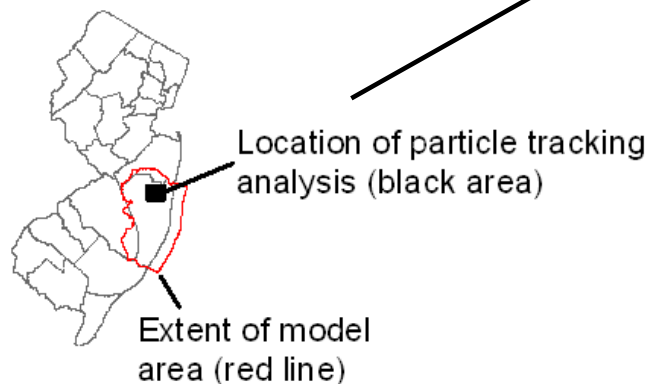 Location of particle tracking
analysis (black area)
Extent of model
area (red line)